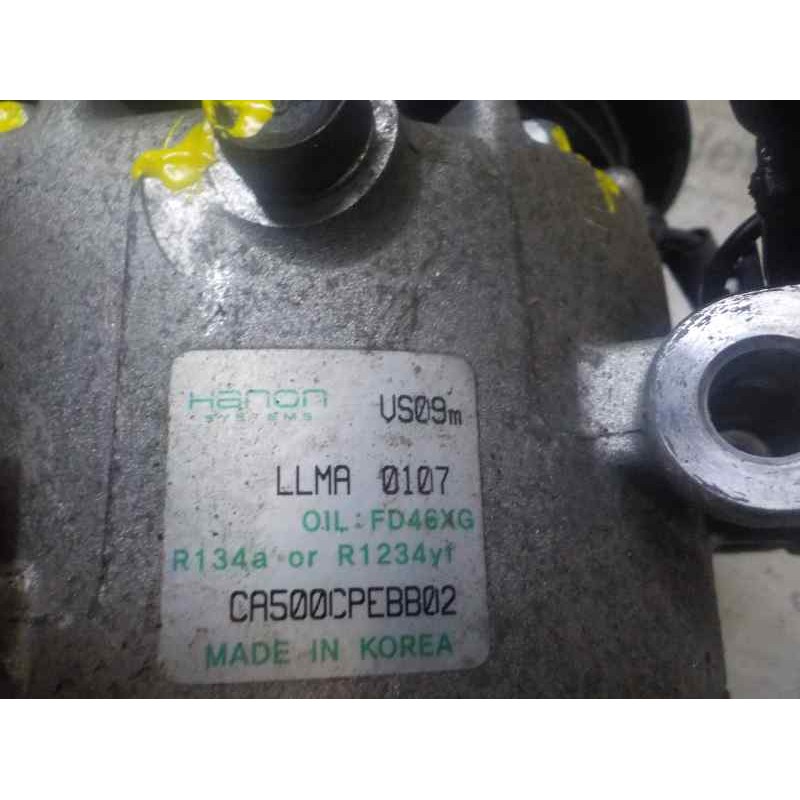 Hanon VS09m
SYSTEMS
LLMA 0107
OIL : FD46XG
R134a or R1234yf
CA500CPEBB02
MADE IN KOREA